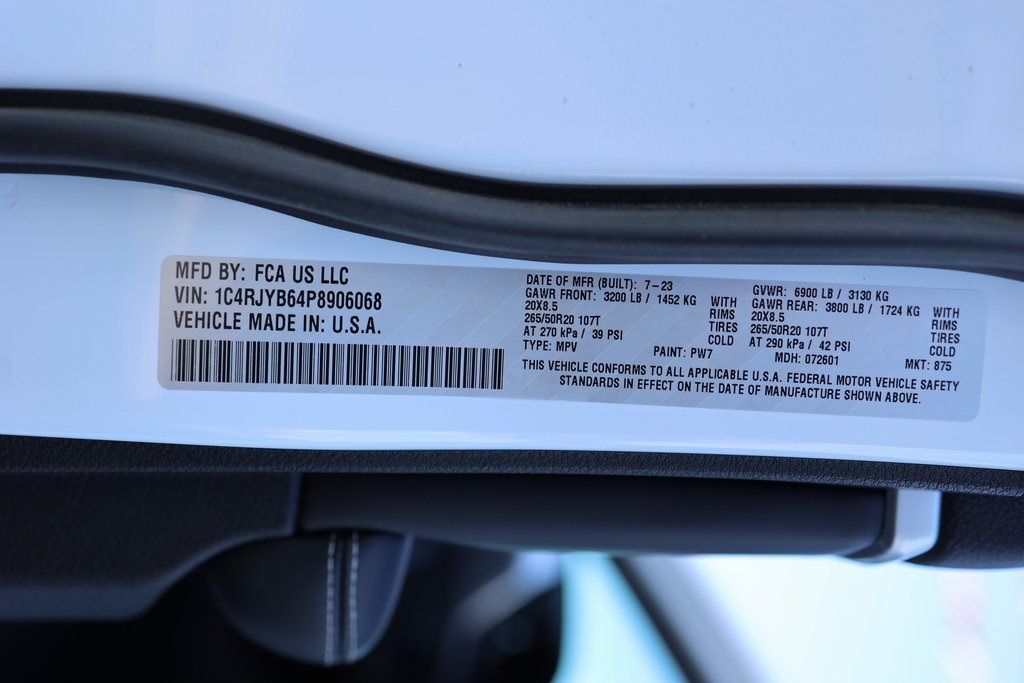 MFD BY: FCA US LLC
VIN: 1C4RJYB64P8906068
VEHICLE MADE IN: U.S.A.
DATE OF MFR (BUILT): 7-23
GAWR FRONT: 3200 LB / 1452 KG WITH
20X8.5 RIMS
265/50R20 107T TIRES
AT 270 kPa / 39 PSI COLD
TYPE: MPV PAINT: PW7
GVWR: 6900 LB / 3130 KG
GAWR REAR: 3800 LB / 1724 KG WITH
20X8.5 RIMS
265/50R20 107T TIRES
AT 290 kPa / 42 PSI COLD
MDH: 072601 MKT: 875
THIS VEHICLE CONFORMS TO ALL APPLICABLE U.S.A. FEDERAL MOTOR VEHICLE SAFETY
STANDARDS IN EFFECT ON THE DATE OF MANUFACTURE SHOWN ABOVE.